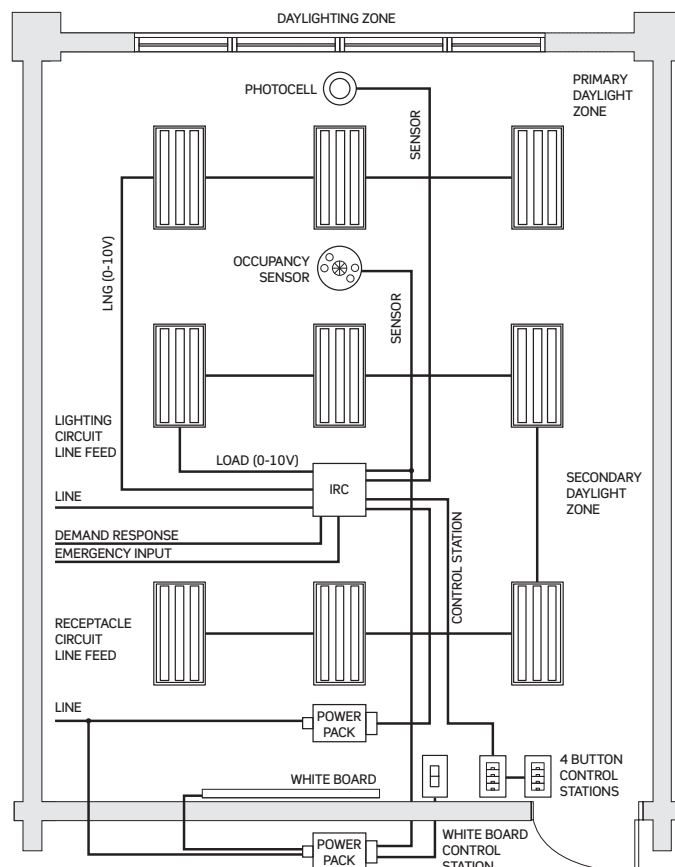 DAYLIGHTING ZONE
PHOTOCELL
PRIMARY
DAYLIGHT
ZONE
SENSOR
LNG (0-10V)
OCCUPANCY
SENSOR
SENSOR
LIGHTING
CIRCUIT
LINE FEED
LOAD (0-10V)
IRC
SECONDARY
DAYLIGHT
ZONE
LINE
DEMAND RESPONSE
EMERGENCY INPUT
CONTROL STATION
RECEPTACLE
CIRCUIT
LINE FEED
LINE
POWER
PACK
WHITE BOARD
4 BUTTON
CONTROL
STATIONS
POWER
PACK
WHITE BOARD
CONTROL
STATION